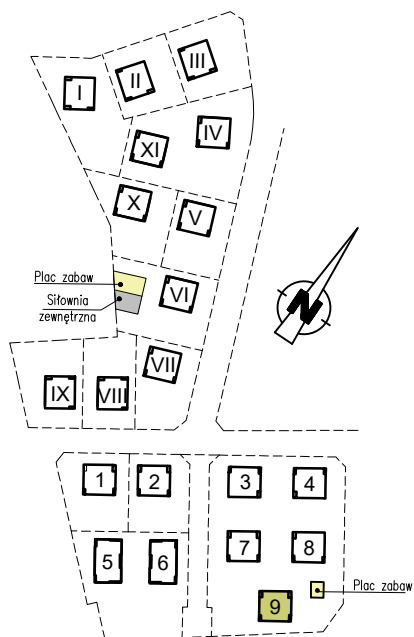 I
II
III
XI
IV
X
V
Plac zabaw
Siłownia
zewnętrzna
VI
VII
IX
VIII
N
1
2
3
4
5
6
7
8
Plac zabaw
9